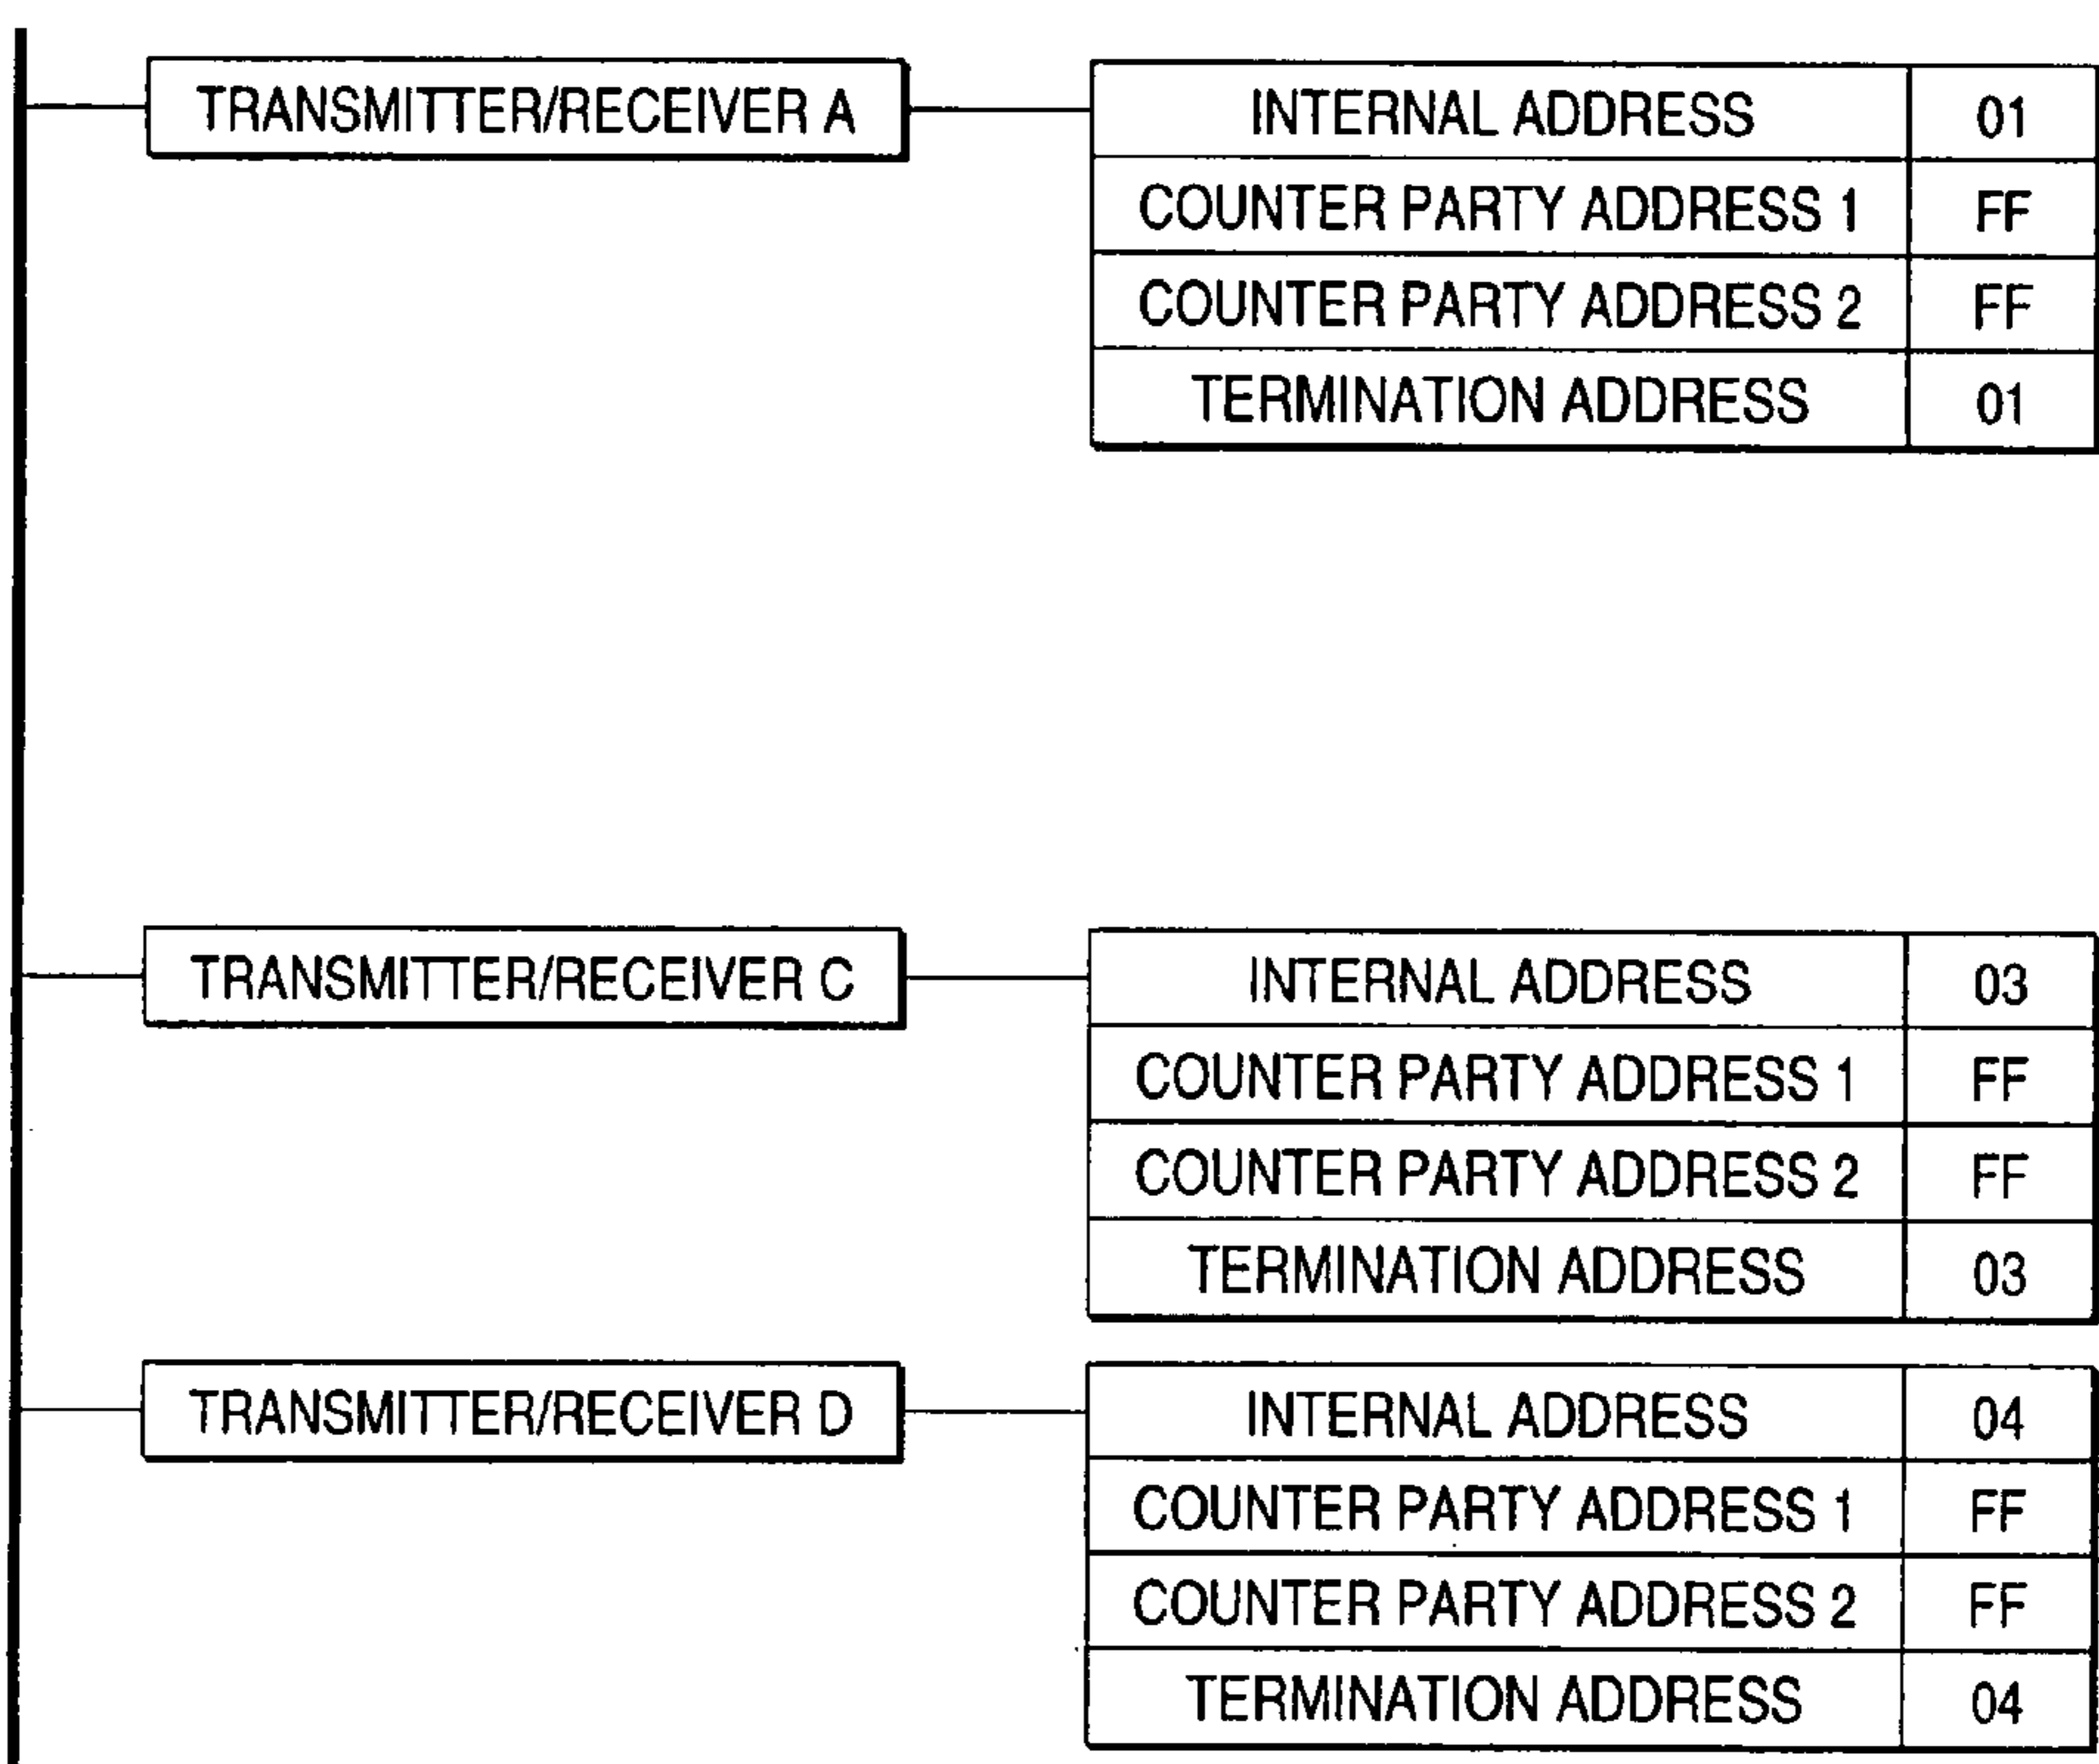 TRANSMITTER/RECEIVER A
INTERNAL ADDRESS 01
COUNTER PARTY ADDRESS 1 FF
COUNTER PARTY ADDRESS 2 FF
TERMINATION ADDRESS 01
TRANSMITTER/RECEIVER C
INTERNAL ADDRESS 03
COUNTER PARTY ADDRESS 1 FF
COUNTER PARTY ADDRESS 2 FF
TERMINATION ADDRESS 03
TRANSMITTER/RECEIVER D
INTERNAL ADDRESS 04
COUNTER PARTY ADDRESS 1 FF
COUNTER PARTY ADDRESS 2 FF
TERMINATION ADDRESS 04